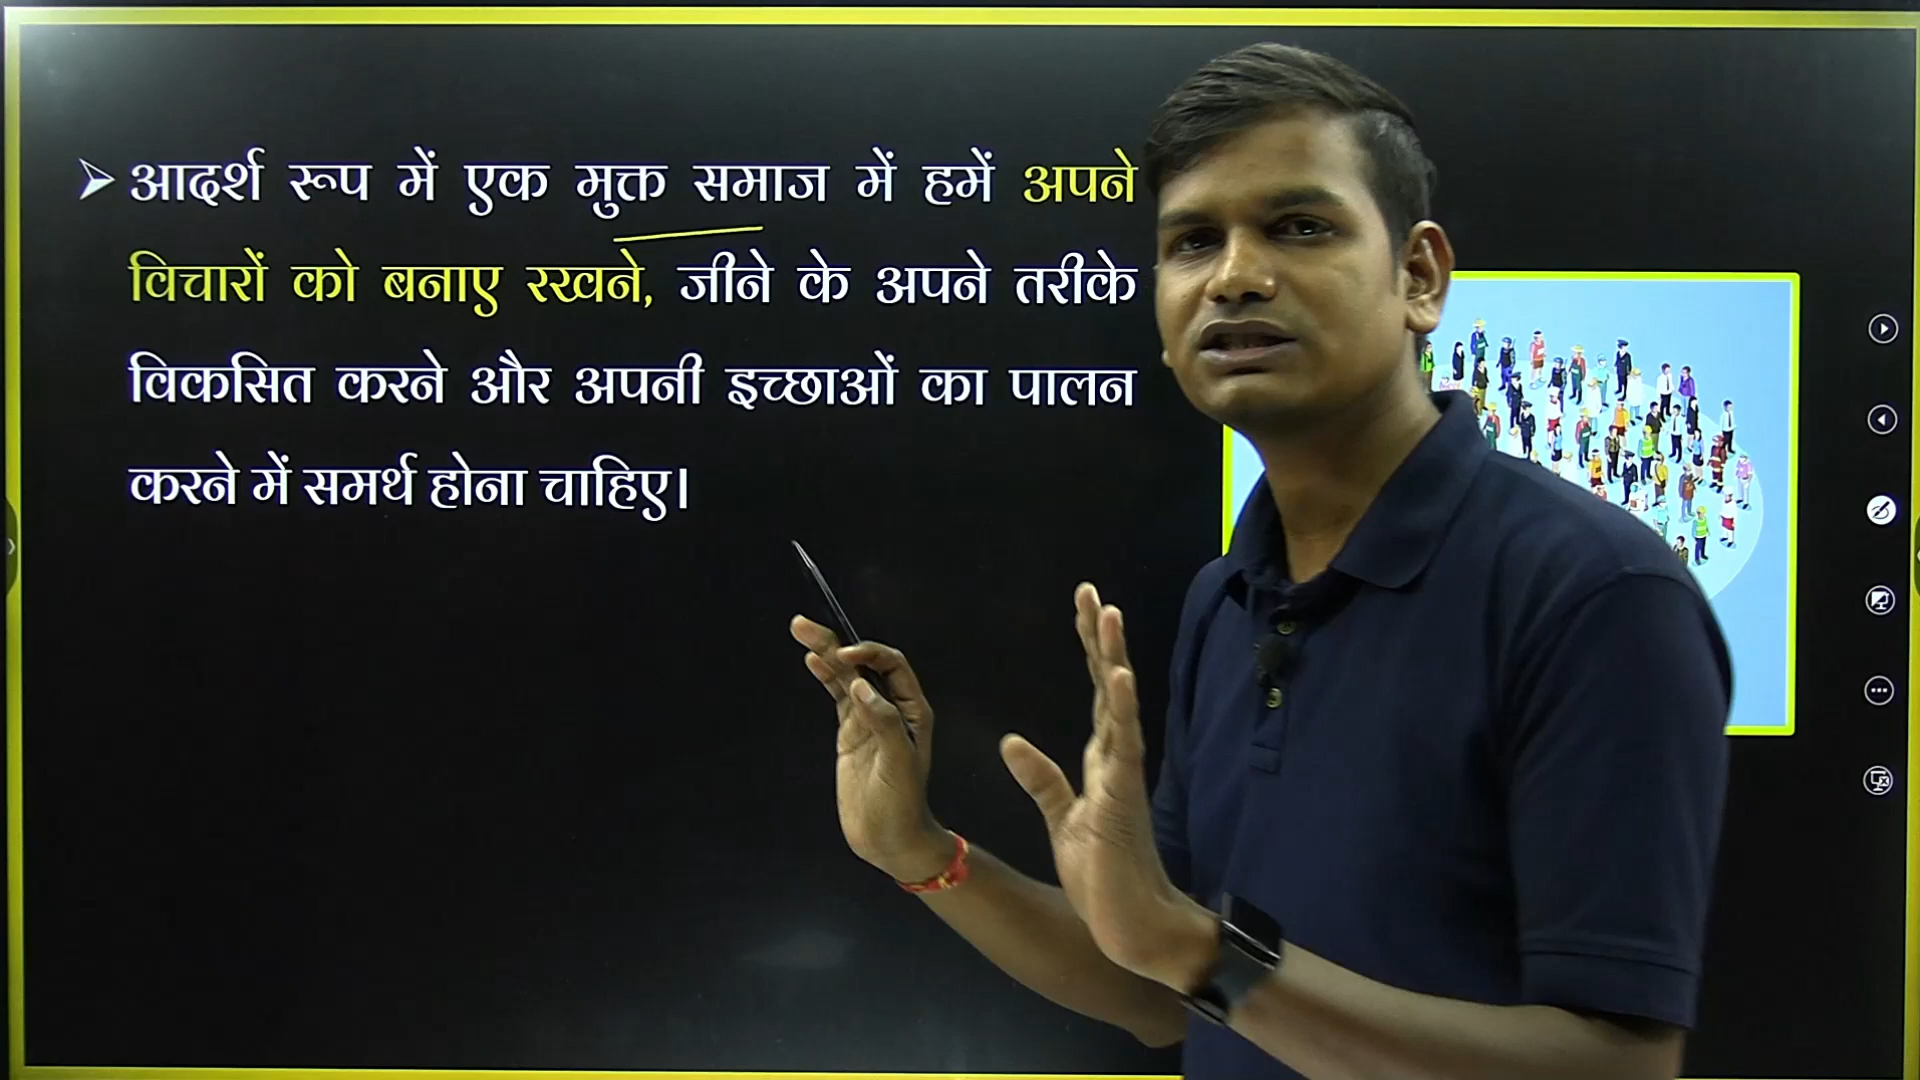 आदर्श रूप में एक मुक्त समाज में हमें अपने
विचारों को बनाए रखने, जीने के अपने तरीके
विकसित करने और अपनी इच्छाओं का पालन
करने में समर्थ होना चाहिए।